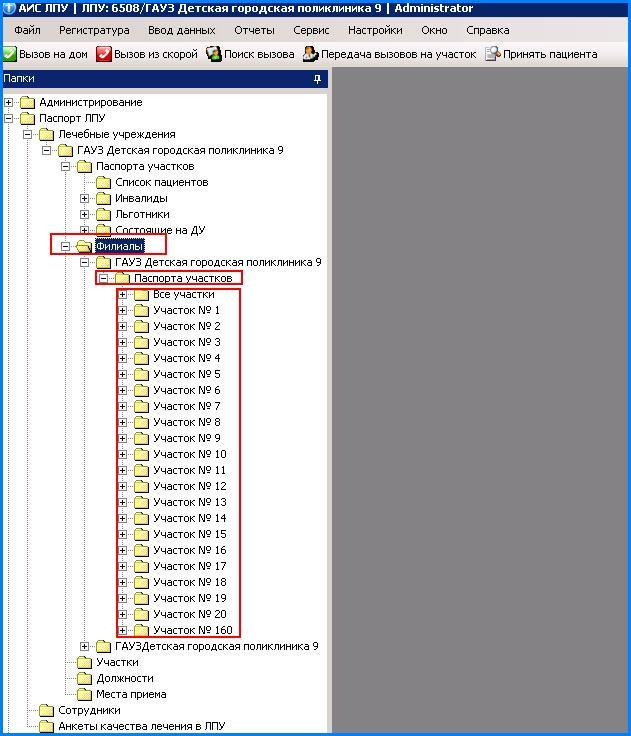 АИС ЛПУ | ЛПУ: 6508/ГАУЗ Детская городская поликлиника 9 | Administrator
Файл Регистратура Ввод данных Отчеты Сервис Настройки Окно Справка
Вызов на дом Вызов из скорой Поиск вызова Передача вызовов на участок Принять пациента
Папки
Администрирование
Паспорт ЛПУ
Лечебные учреждения
ГАУЗ Детская городская поликлиника 9
Паспорта участков
Список пациентов
Инвалиды
Льготники
Состоящие на ДУ
Филиалы
ГАУЗ Детская городская поликлиника 9
Паспорта участков
Все участки
Участок № 1
Участок № 2
Участок № 3
Участок № 4
Участок № 5
Участок № 6
Участок № 7
Участок № 8
Участок № 9
Участок № 10
Участок № 11
Участок № 12
Участок № 13
Участок № 14
Участок № 15
Участок № 16
Участок № 17
Участок № 18
Участок № 19
Участок № 20
Участок № 160
ГАУЗДетская городская поликлиника 9
Участки
Должности
Места приема
Сотрудники
Анкеты качества лечения в ЛПУ